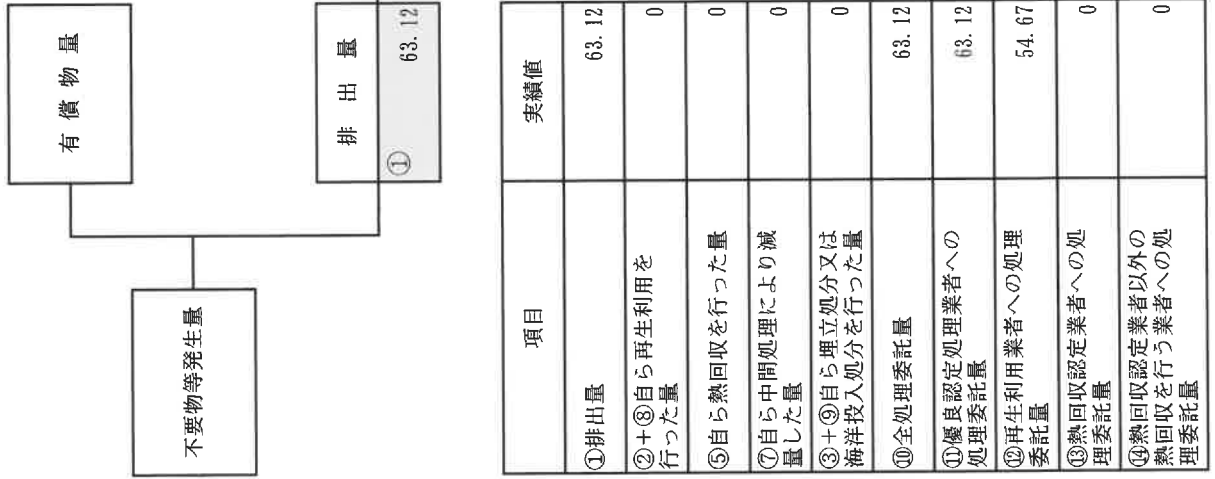 有償物量
不要物等発生量
排出量
① 63.12
項目 実績値
①排出量 63.12
②+⑧自ら再生利用を
行った量 0
⑤自ら熱回収を行った量 0
⑦自ら中間処理により減
量した量 0
③+⑨自ら埋立処分又は
海洋投入処分を行った量 0
⑩全処理委託量 63.12
⑪優良認定処理業者への
処理委託量 63.12
⑫再生利用業者への処理
委託量 54.67
⑬熱回収認定業者への処
理委託量 0
⑭熱回収認定業者以外の
熱回収を行う業者への処
理委託量 0